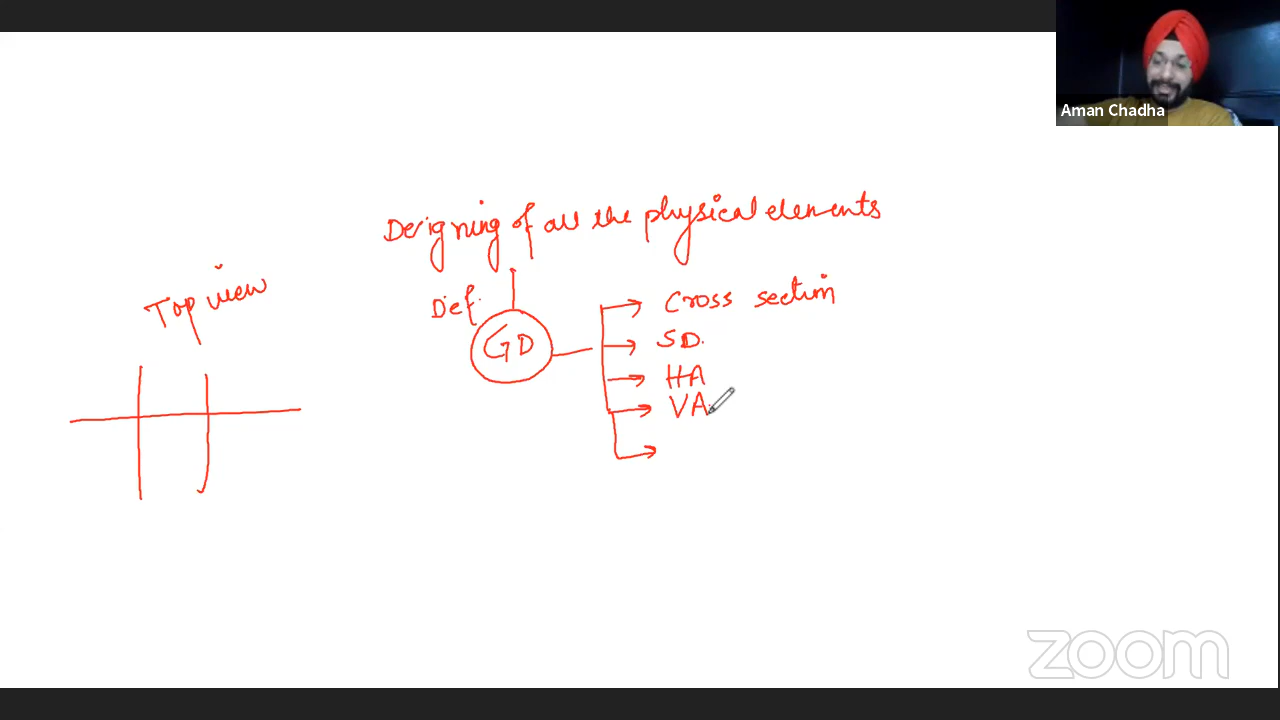 Aman Chadha
Designing of all the physical elements
Top view
Def.
GD
Cross section
SD.
HA
VA
zoom